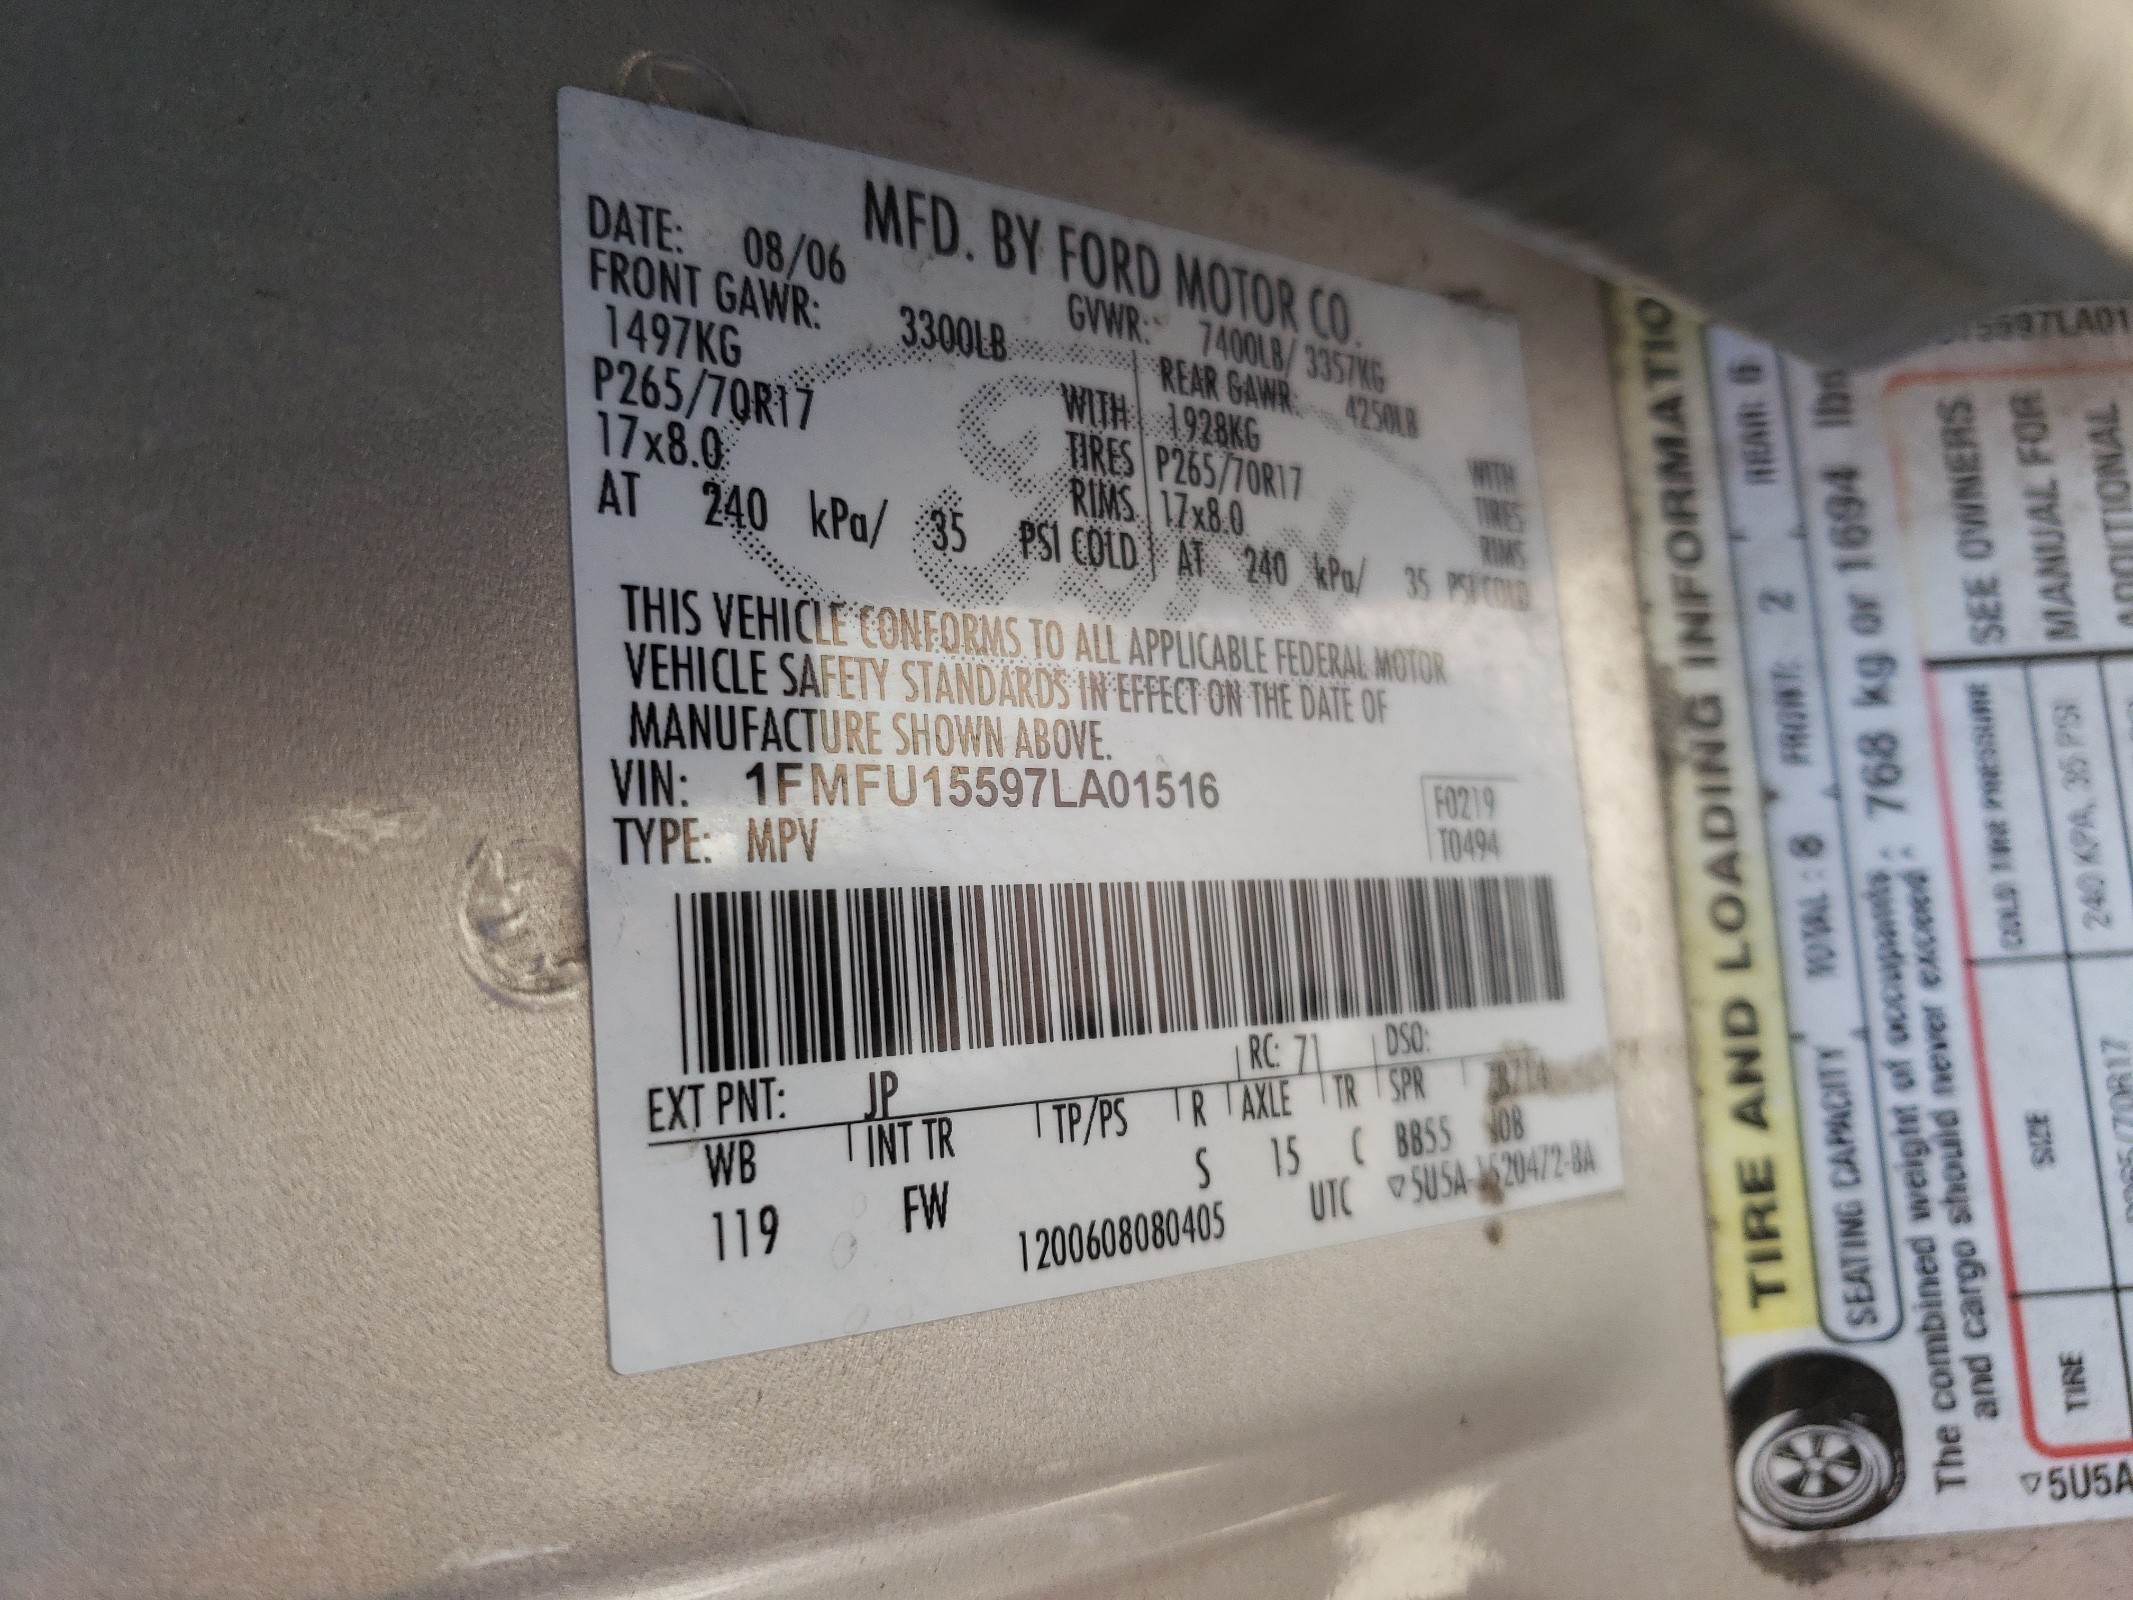 MFD. BY FORD MOTOR CO.
DATE: 08/06 GVWR: 7400LB/ 3357KG
FRONT GAWR: 3300LB REAR GAWR: 4250LB
1497KG WITH 1928KG WITH
P265/70R17 TIRES P265/70R17 TIRES
17x8.0 RIMS 17x8.0 RIMS
AT 240 kPa/ 35 PSI COLD AT 240 kPa/ 35 PSI COLD
THIS VEHICLE CONFORMS TO ALL APPLICABLE FEDERAL MOTOR
VEHICLE SAFETY STANDARDS IN EFFECT ON THE DATE OF
MANUFACTURE SHOWN ABOVE.
VIN: 1FMFU15597LA01516
TYPE: MPV
F0219
T0494
EXT PNT: JP RC: 71 DSO:
WB INT TR TP/PS R AXLE TR SPR
119 FW S 15 C BB55
1200608080405 UTC ▽5U5A-
TIRE AND LOADING INFORMATIO
SEATING CAPACITY TOTAL: 8 FRONT: 2 REAR: 6
The combined weight of occupants
and cargo should never exceed : 768 kg or 1694 lbs
TIRE SIZE COLD TIRE PRESSURE
240 KPA, 35 PSI
SEE OWNERS
MANUAL FOR
ADDITIONAL
5597LA01
▽5U5A